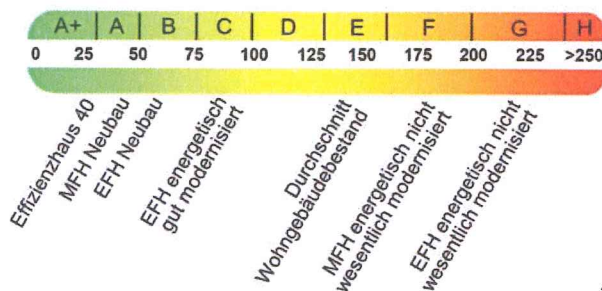 A+ A B C D E F G H
0 25 50 75 100 125 150 175 200 225 >250
Effizienzhaus 40
MFH Neubau
EFH Neubau
EFH energetisch
gut modernisiert
Durchschnitt
Wohngebäudebestand
MFH energetisch nicht
wesentlich modernisiert
EFH energetisch nicht
wesentlich modernisiert